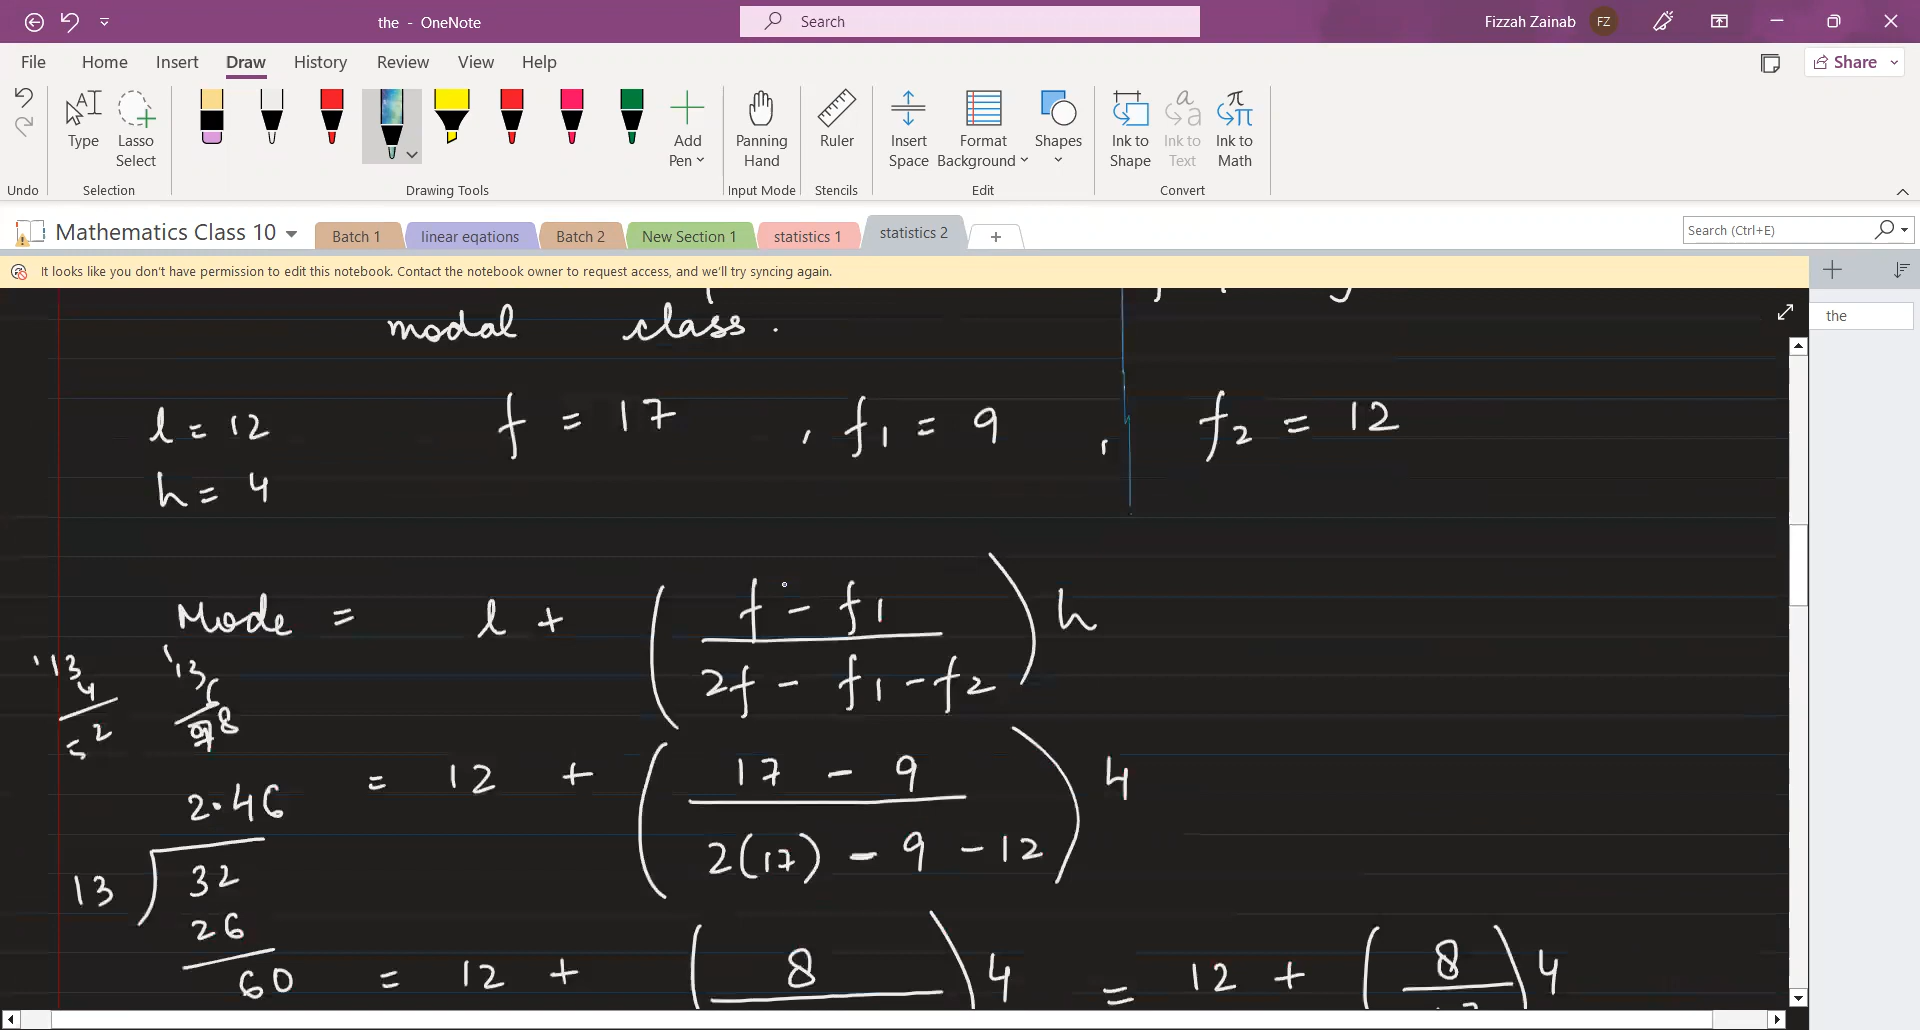 the - OneNote
Search
Fizzah Zainab FZ
File Home Insert Draw History Review View Help
Share
Type
Lasso Select
Add Pen
Panning Hand
Ruler
Insert Space
Format Background
Shapes
Ink to Shape
Ink to Text
Ink to Math
Undo Selection Drawing Tools Input Mode Stencils Edit Convert
Mathematics Class 10 Batch 1 linear eqations Batch 2 New Section 1 statistics 1 statistics 2 +
Search (Ctrl+E)
It looks like you don't have permission to edit this notebook. Contact the notebook owner to request access, and we'll try syncing again.
the
modal class.
l = 12 f = 17 , f1 = 9 , f2 = 12
h = 4
Mode = l + ( f - f1 / 2f - f1 - f2 ) h
13 4 52
13 6 78
= 12 + ( 17 - 9 / 2(17) - 9 - 12 ) 4
2.46
13 ) 32
26
60
= 12 + ( 8 ) 4 = 12 + ( 8 ) 4